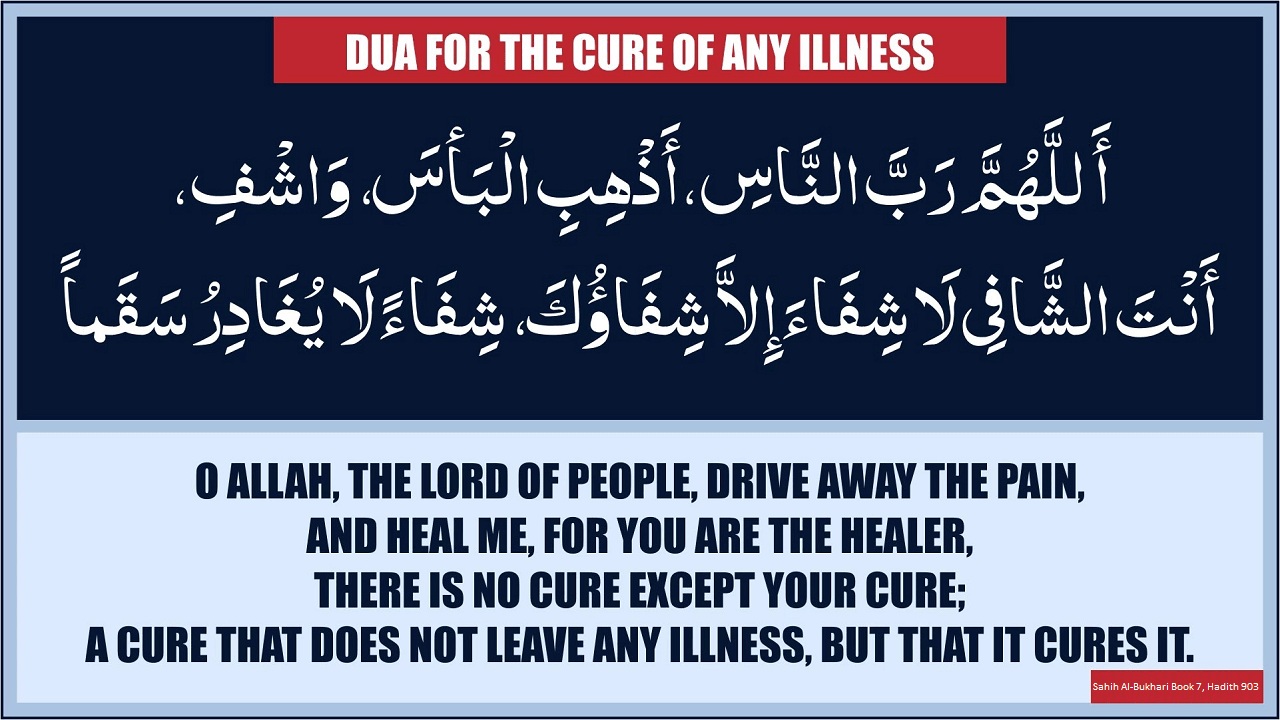 DUA FOR THE CURE OF ANY ILLNESS
أَللَّهُمَّ رَبَّ النَّاسِ، أَذْهِبِ الْبَأْسَ، وَاشْفِ،
أَنْتَ الشَّافِي لَا شِفَاءَ إِلاَّ شِفَاؤُكَ، شِفَاءً لَا يُغَادِرُ سَقَماً
O ALLAH, THE LORD OF PEOPLE, DRIVE AWAY THE PAIN,
AND HEAL ME, FOR YOU ARE THE HEALER,
THERE IS NO CURE EXCEPT YOUR CURE;
A CURE THAT DOES NOT LEAVE ANY ILLNESS, BUT THAT IT CURES IT.
Sahih Al-Bukhari Book 7, Hadith 903